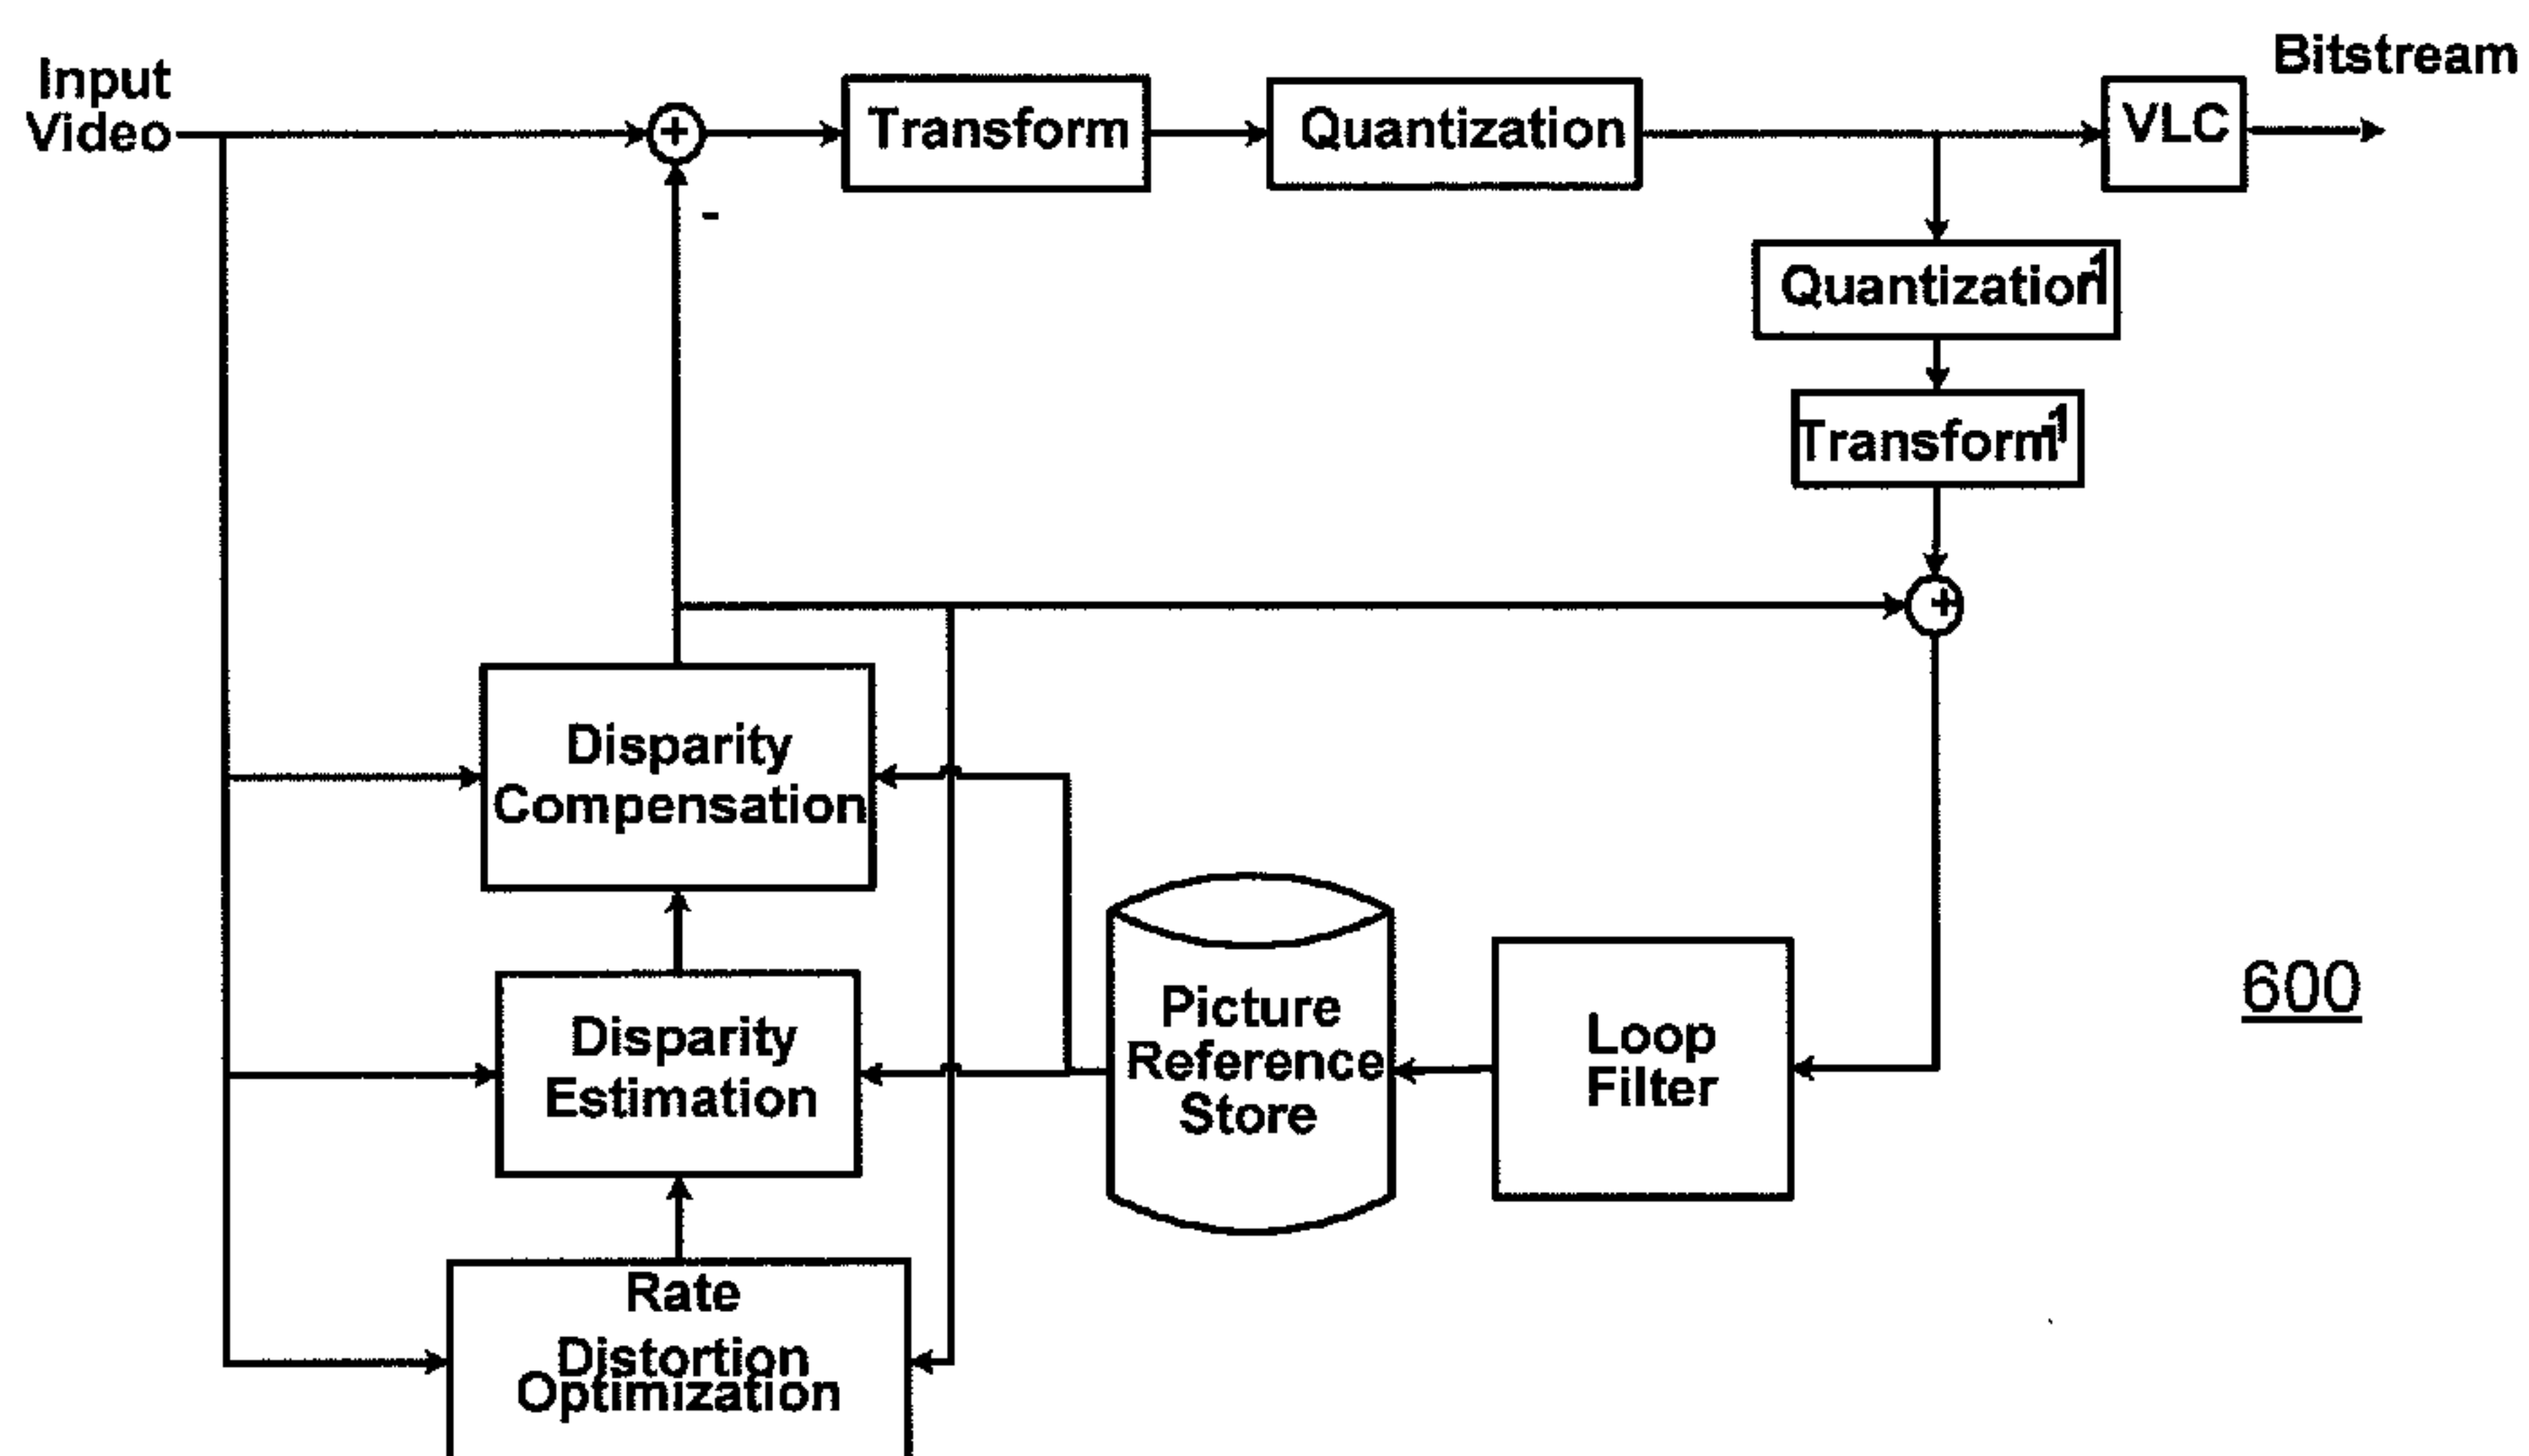 Bitstream
Input
Video
+
Transform
Quantization
VLC
-
Quantization-1
Transform-1
+
Disparity
Compensation
Disparity
Estimation
Picture
Reference
Store
Loop
Filter
600
Rate
Distortion
Optimization